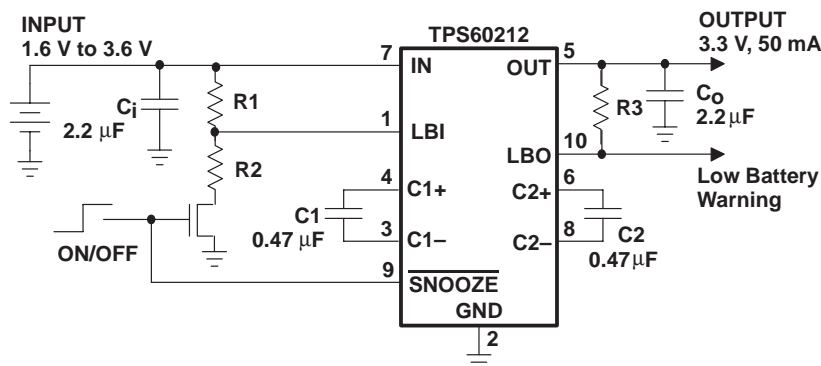 INPUT
1.6 V to 3.6 V
TPS60212
OUTPUT
3.3 V, 50 mA
7
IN
OUT
5
Ci
2.2 μF
R1
R3
Co
2.2 μF
1
LBI
R2
LBO
10
Low Battery
Warning
4
C1+
C2+
6
C1
0.47 μF
3
C1–
C2–
8
C2
0.47 μF
ON/OFF
9
SNOOZE
GND
2